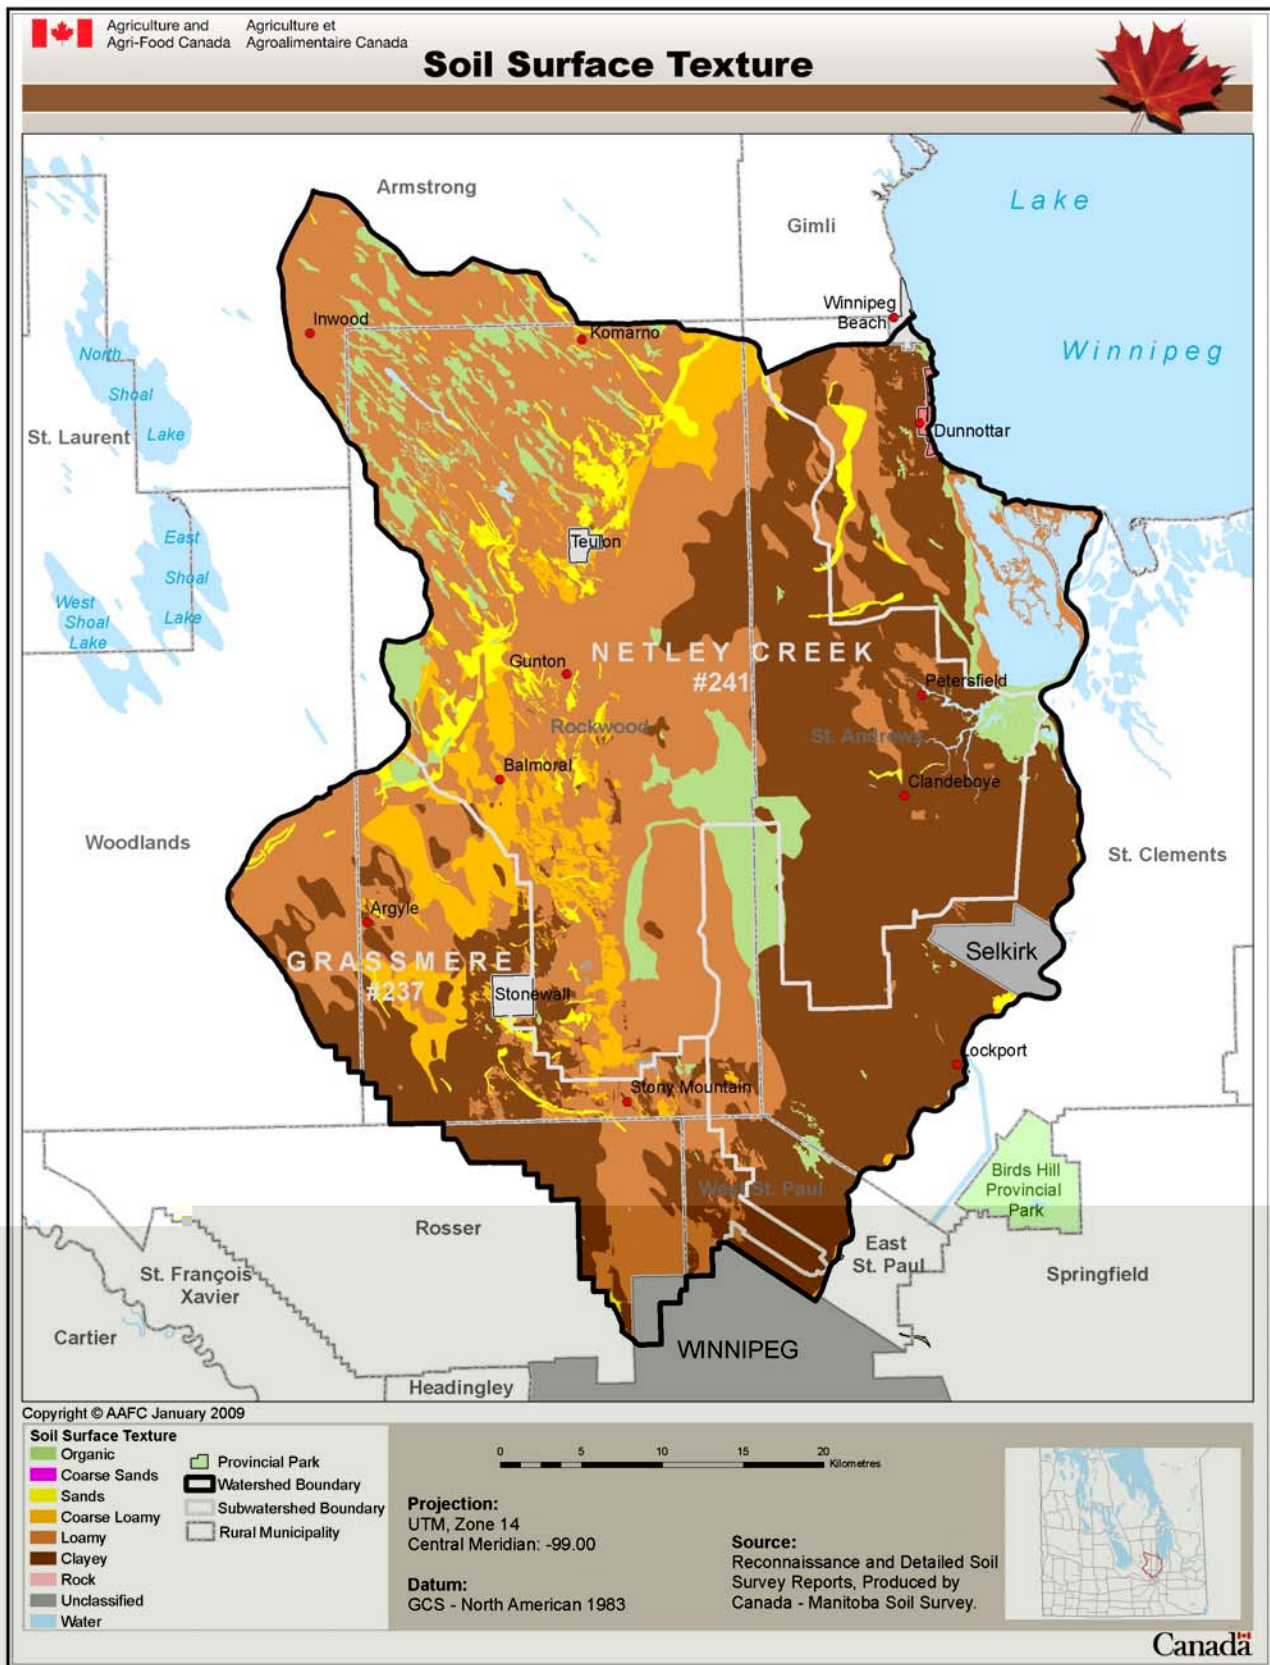 Agriculture and
Agri-Food Canada
Agriculture et
Agroalimentaire Canada
Soil Surface Texture
Armstrong
Gimli
Lake
Winnipeg
Winnipeg
Beach
Inwood
Komarno
North
Shoal
Lake
St. Laurent
Dunnottar
East
Shoal
Lake
West
Shoal
Lake
Teulon
NETLEY CREEK
#241
Gunton
Petersfield
Rockwood
St. Andrews
Balmoral
Clandeboye
Woodlands
St. Clements
Argyle
GRASSMERE
#237
Selkirk
Stonewall
Lockport
Stony Mountain
Birds Hill
Provincial
Park
West St. Paul
Rosser
East
St. Paul
St. François
Xavier
Springfield
Cartier
WINNIPEG
Headingley
Copyright © AAFC January 2009
Soil Surface Texture
Organic
Coarse Sands
Sands
Coarse Loamy
Loamy
Clayey
Rock
Unclassified
Water
Provincial Park
Watershed Boundary
Subwatershed Boundary
Rural Municipality
0 5 10 15 20
Kilometres
Projection:
UTM, Zone 14
Central Meridian: -99.00
Datum:
GCS - North American 1983
Source:
Reconnaissance and Detailed Soil
Survey Reports, Produced by
Canada - Manitoba Soil Survey.
Canada